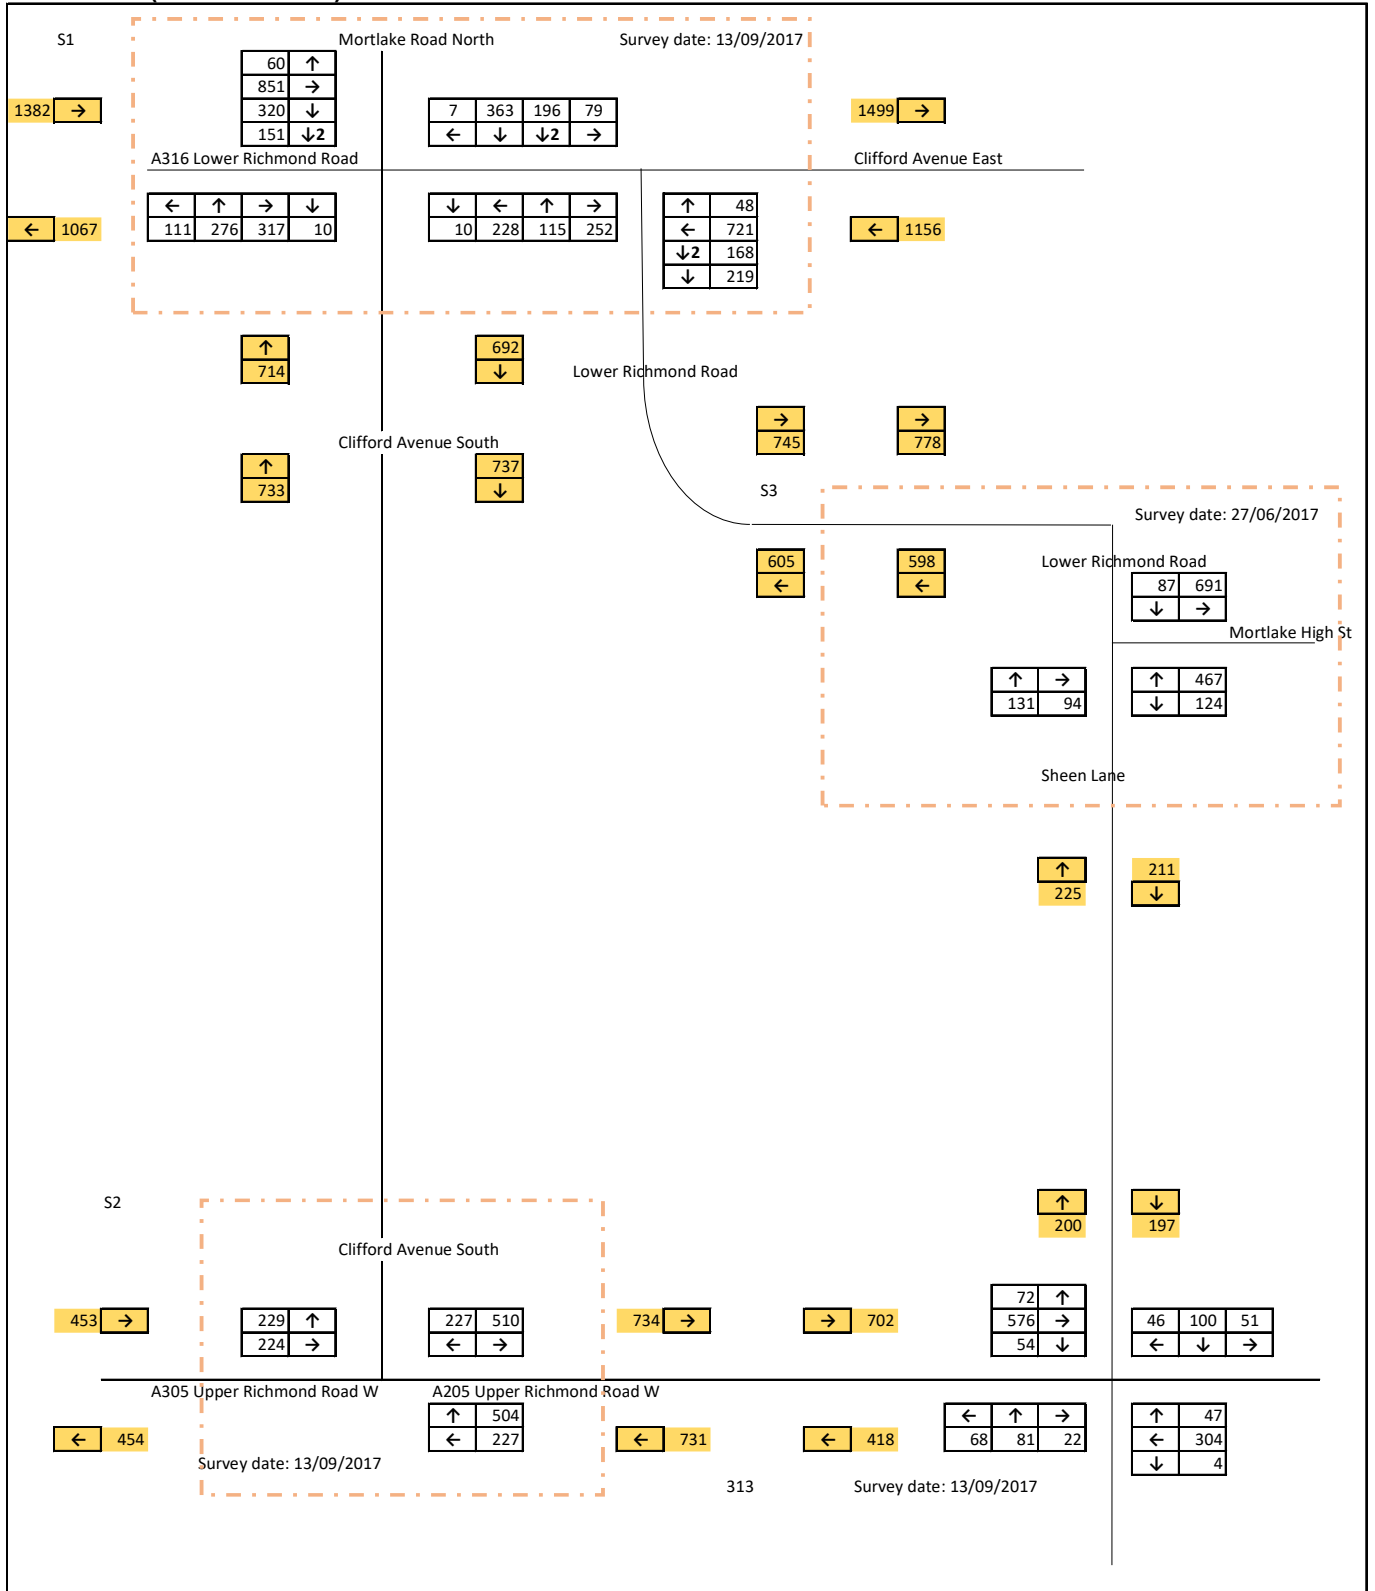 S1 Mortlake Road North Survey date: 13/09/2017
60 ↑
851 →
1382 → 320 ↓ 7 363 196 79 1499 →
151 ↓2 ← ↓ ↓2 →
A316 Lower Richmond Road Clifford Avenue East
← ↑ → ↓ ↓ ← ↑ → ↑ 48
← 1067 111 276 317 10 10 228 115 252 ← 721 ← 1156
↓2 168
↓ 219
↑ 692
714 ↓ Lower Richmond Road
→ →
Clifford Avenue South 745 778
↑ 737
733 ↓ S3
Survey date: 27/06/2017
605 598 Lower Richmond Road
← ← 87 691
↓ →
Mortlake High St
↑ → ↑ 467
131 94 ↓ 124
Sheen Lane
↑ 211
225 ↓
S2 ↑ ↓
200 197
Clifford Avenue South
72 ↑
453 → 229 ↑ 227 510 734 → → 702 576 → 46 100 51
224 → ← → 54 ↓ ← ↓ →
A305 Upper Richmond Road W A205 Upper Richmond Road W
↑ 504 ← ↑ → ↑ 47
← 454 ← 227 ← 731 ← 418 68 81 22 ← 304
Survey date: 13/09/2017 ↓ 4
313 Survey date: 13/09/2017